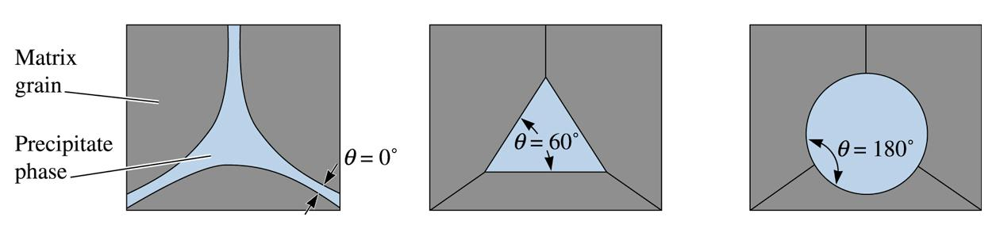 Matrix
grain
Precipitate
phase
θ = 0°
θ = 60°
θ = 180°